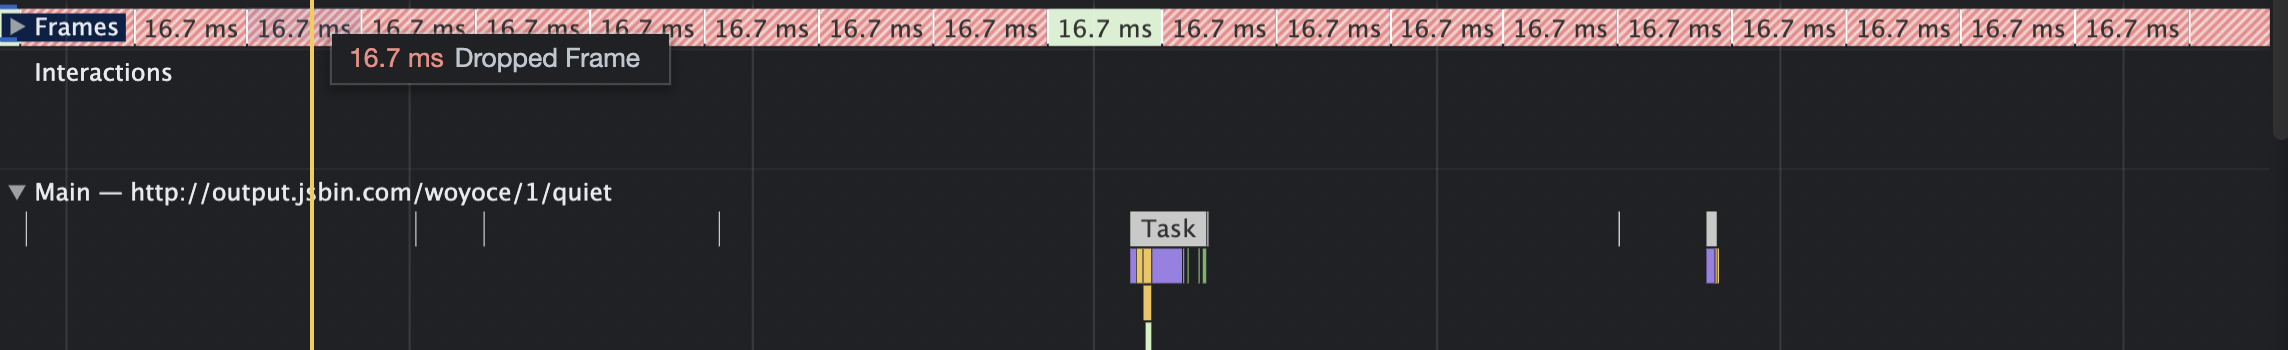 Frames 16.7 ms 16.7 ms 16.7 ms 16.7 ms 16.7 ms 16.7 ms 16.7 ms 16.7 ms 16.7 ms 16.7 ms 16.7 ms 16.7 ms 16.7 ms 16.7 ms 16.7 ms 16.7 ms 16.7 ms 16.7 ms
16.7 ms Dropped Frame
Interactions
Main — http://output.jsbin.com/woyoce/1/quiet
Task